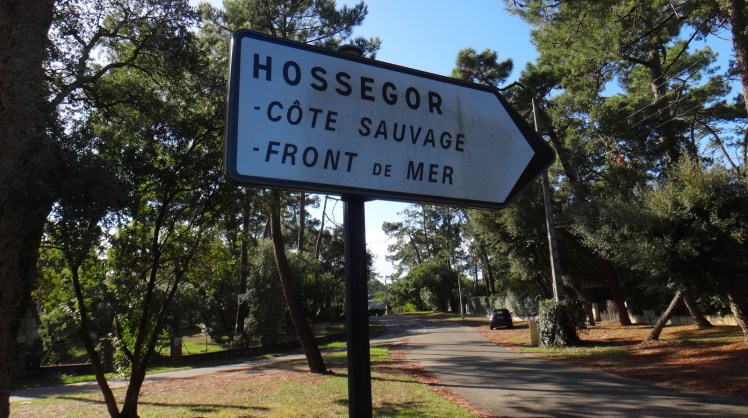 HOSSEGOR
-CÔTE SAUVAGE
-FRONT DE MER